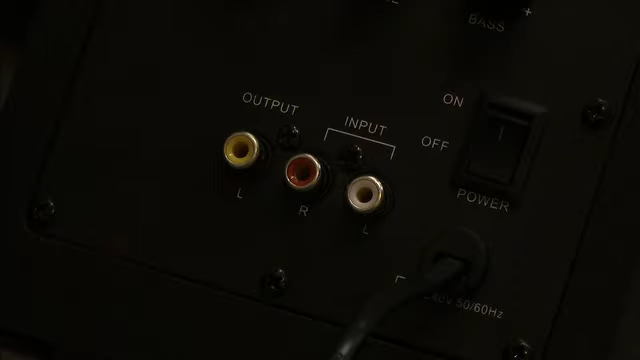 BASS
+
OUTPUT
INPUT
ON
OFF
L
R
L
POWER
50/60Hz